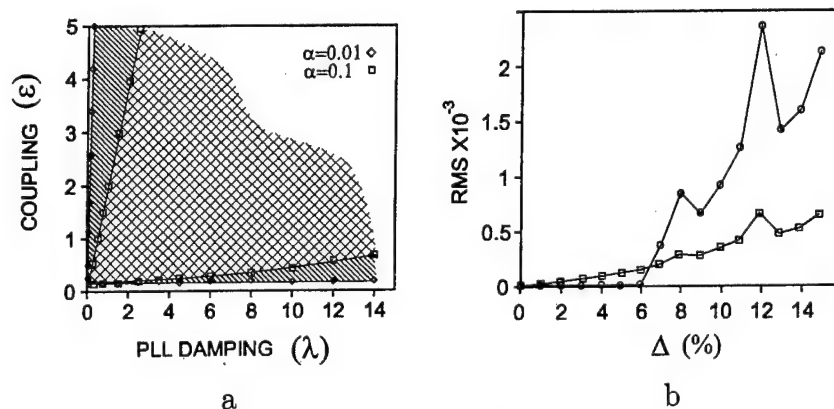 5
4
3
2
1
0
COUPLING (ε)
α=0.01
α=0.1
0 2 4 6 8 10 12 14
PLL DAMPING (λ)
a
2
1.5
1
0.5
0
RMS X10⁻³
0 2 4 6 8 10 12 14
Δ (%)
b